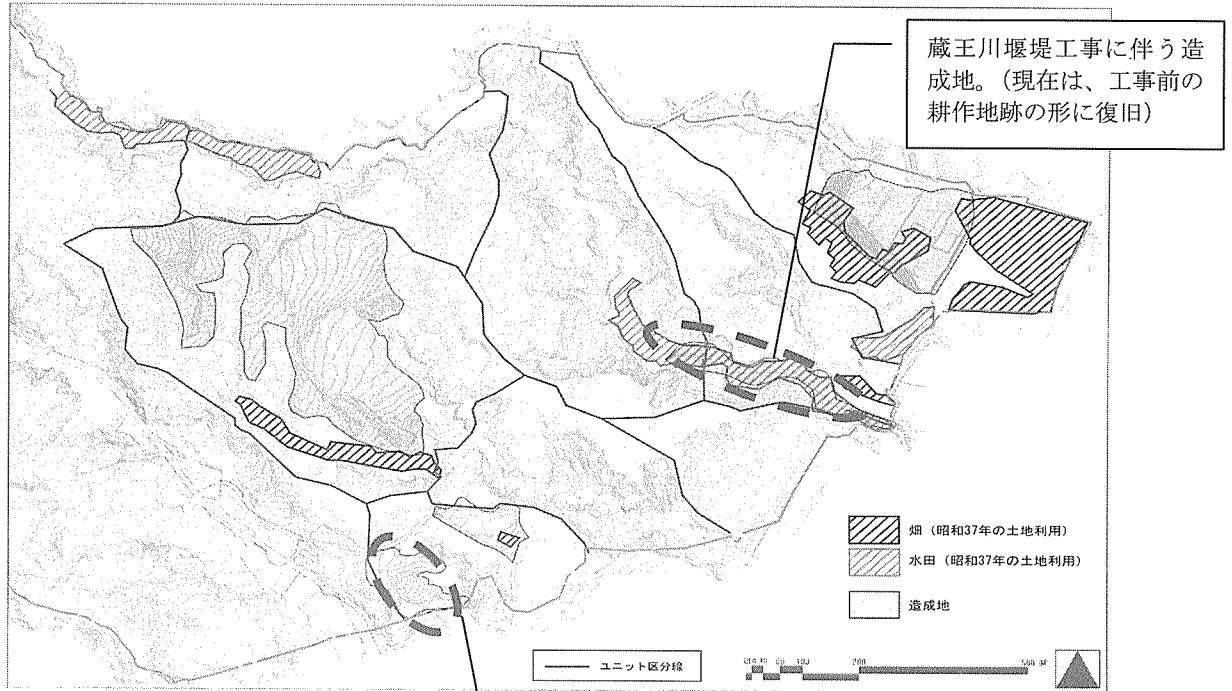 蔵王川堰堤工事に伴う造
成地。（現在は、工事前の
耕作地跡の形に復旧）
畑（昭和37年の土地利用）
水田（昭和37年の土地利用）
造成地
ユニット区分線